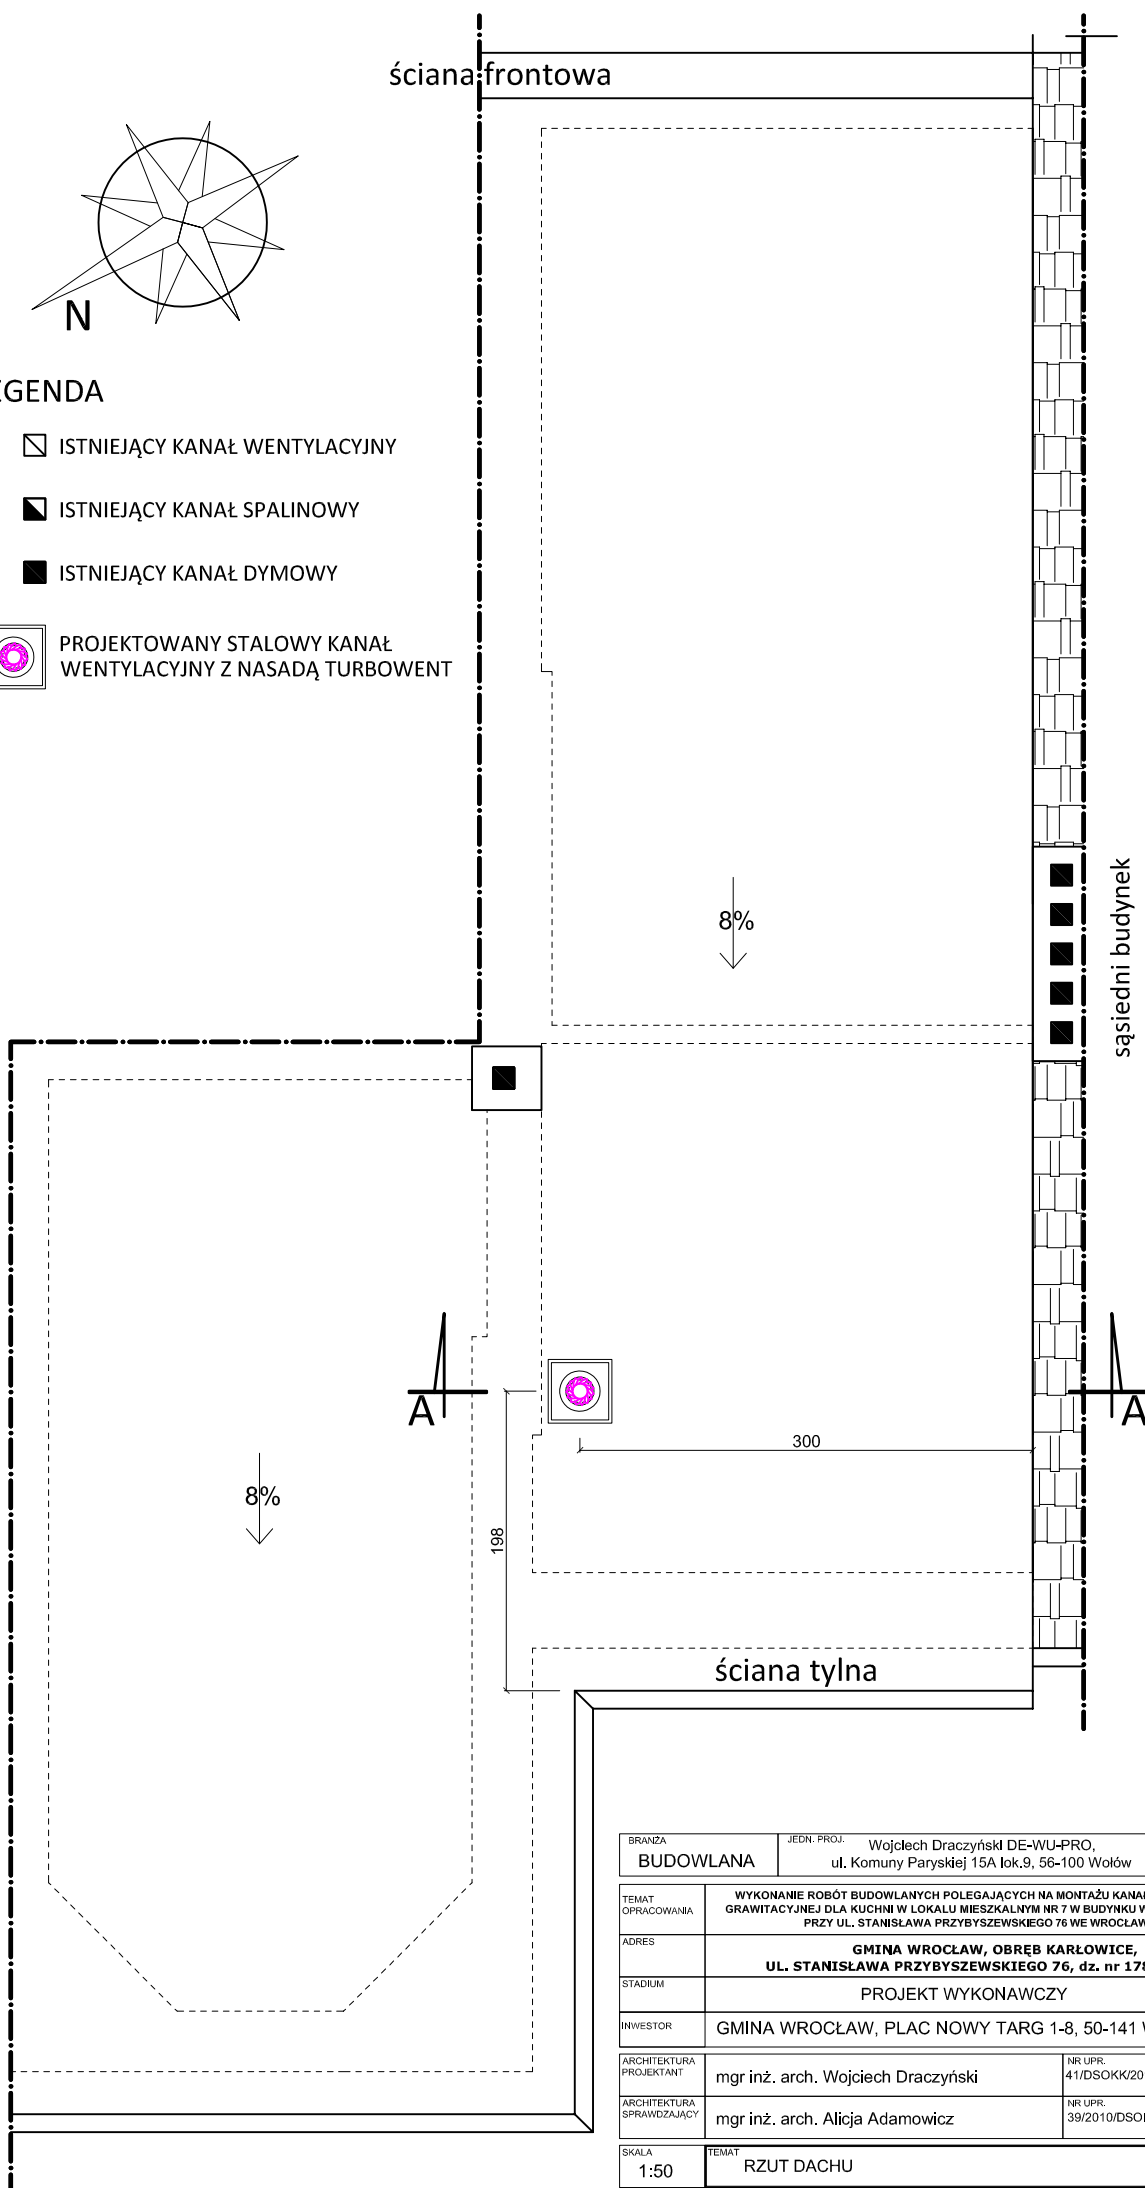 ściana frontowa
N
EGENDA
ISTNIEJĄCY KANAŁ WENTYLACYJNY
ISTNIEJĄCY KANAŁ SPALINOWY
ISTNIEJĄCY KANAŁ DYMOWY
PROJEKTOWANY STALOWY KANAŁ
WENTYLACYJNY Z NASADĄ TURBOWENT
8%
sąsiedni budynek
A
A
300
8%
198
ściana tylna
BRANŻA
BUDOWLANA
JEDN. PROJ.
Wojciech Draczyński DE-WU-PRO,
ul. Komuny Paryskiej 15A lok.9, 56-100 Wołów
TEMAT
OPRACOWANIA
WYKONANIE ROBÓT BUDOWLANYCH POLEGAJĄCYCH NA MONTAŻU KANA
GRAWITACYJNEJ DLA KUCHNI W LOKALU MIESZKALNYM NR 7 W BUDYNKU W
PRZY UL. STANISŁAWA PRZYBYSZEWSKIEGO 76 WE WROCŁAW
ADRES
GMINA WROCŁAW, OBRĘB KARŁOWICE,
UL. STANISŁAWA PRZYBYSZEWSKIEGO 76, dz. nr 178
STADIUM
PROJEKT WYKONAWCZY
INWESTOR
GMINA WROCŁAW, PLAC NOWY TARG 1-8, 50-141
ARCHITEKTURA
PROJEKTANT
mgr inż. arch. Wojciech Draczyński
NR UPR.
41/DSOKK/20
ARCHITEKTURA
SPRAWDZAJĄCY
mgr inż. arch. Alicja Adamowicz
NR UPR.
39/2010/DSO
SKALA
1:50
TEMAT
RZUT DACHU